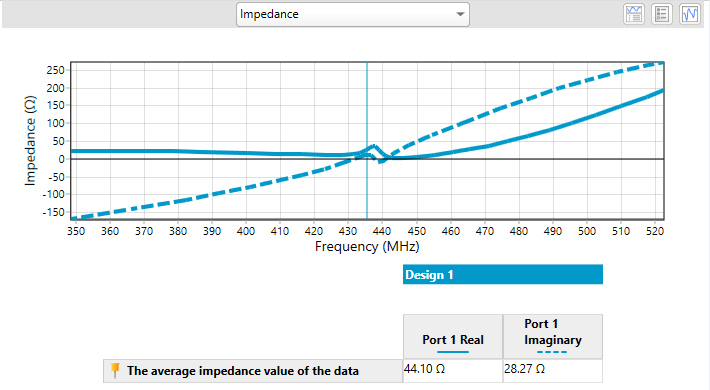 Impedance
Impedance (Ω)
250
200
150
100
50
0
-50
-100
-150
350 360 370 380 390 400 410 420 430 440 450 460 470 480 490 500 510 520
Frequency (MHz)
Design 1
Port 1 Real
Port 1
Imaginary
The average impedance value of the data 44.10 Ω 28.27 Ω